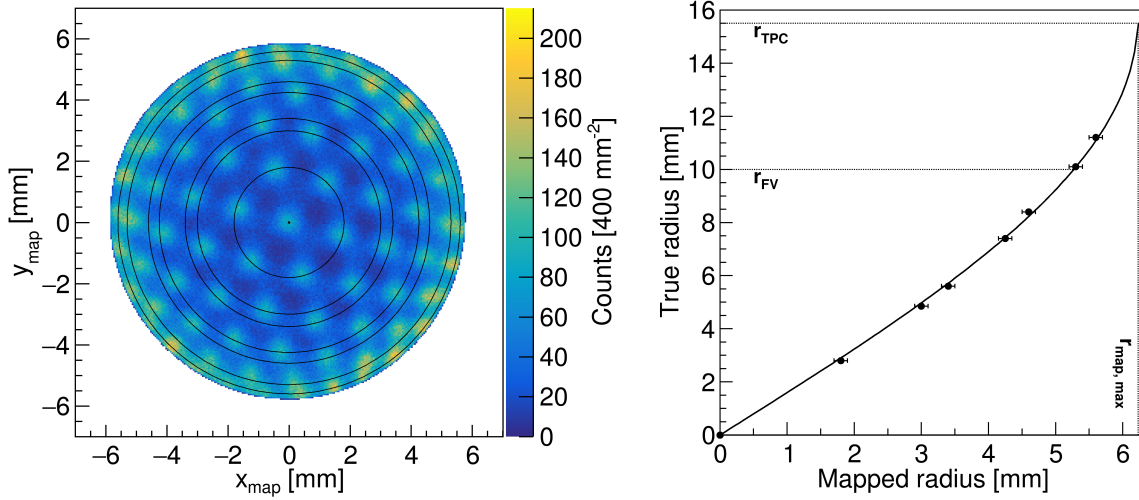 6
4
2
0
−2
−4
−6
y_map [mm]
−6 −4 −2 0 2 4 6
x_map [mm]
200
180
160
140
120
100
80
60
40
20
0
Counts [400 mm^-2]
16
14
12
10
8
6
4
2
0
True radius [mm]
r_TPC
r_FV
r_map, max
0 1 2 3 4 5 6
Mapped radius [mm]